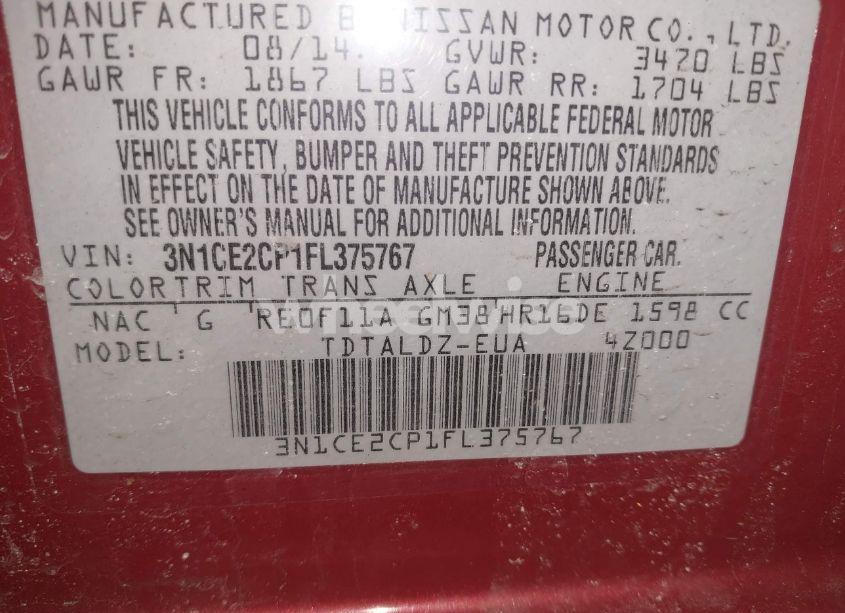 MANUFACTURED B NISSAN MOTOR CO., LTD.
DATE: 08/14. GVWR: 3470 LBS
GAWR FR: 1867 LBS GAWR RR: 1704 LBS
THIS VEHICLE CONFORMS TO ALL APPLICABLE FEDERAL MOTOR
VEHICLE SAFETY, BUMPER AND THEFT PREVENTION STANDARDS
IN EFFECT ON THE DATE OF MANUFACTURE SHOWN ABOVE.
SEE OWNER'S MANUAL FOR ADDITIONAL INFORMATION.
VIN: 3N1CE2CP1FL375767 PASSENGER CAR.
COLOR TRIM TRANS AXLE ENGINE
NAC G RE0F11A GM38 HR16DE 1598 CC
MODEL: TDTALDZ-EUA 4Z000
3N1CE2CP1FL375767
wheelwise